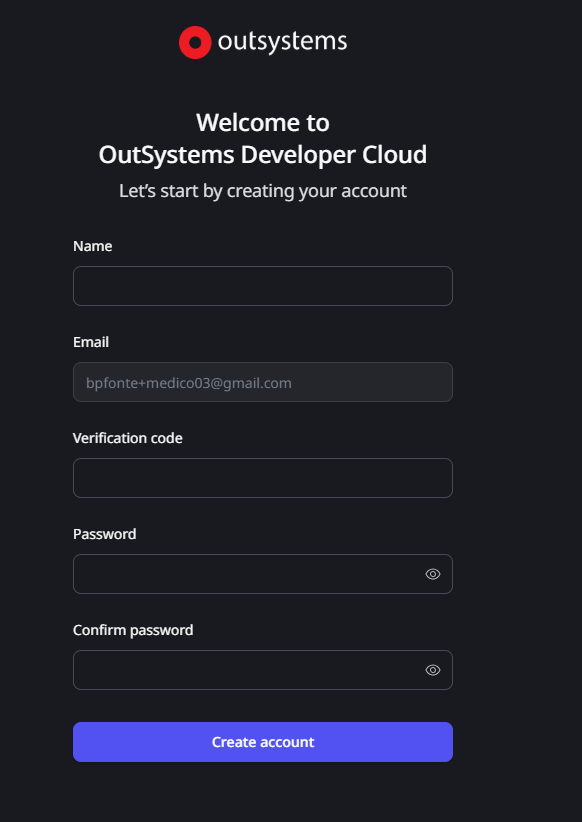 outsystems
Welcome to
OutSystems Developer Cloud
Let’s start by creating your account
Name
Email
bpfonte+medico03@gmail.com
Verification code
Password
Confirm password
Create account